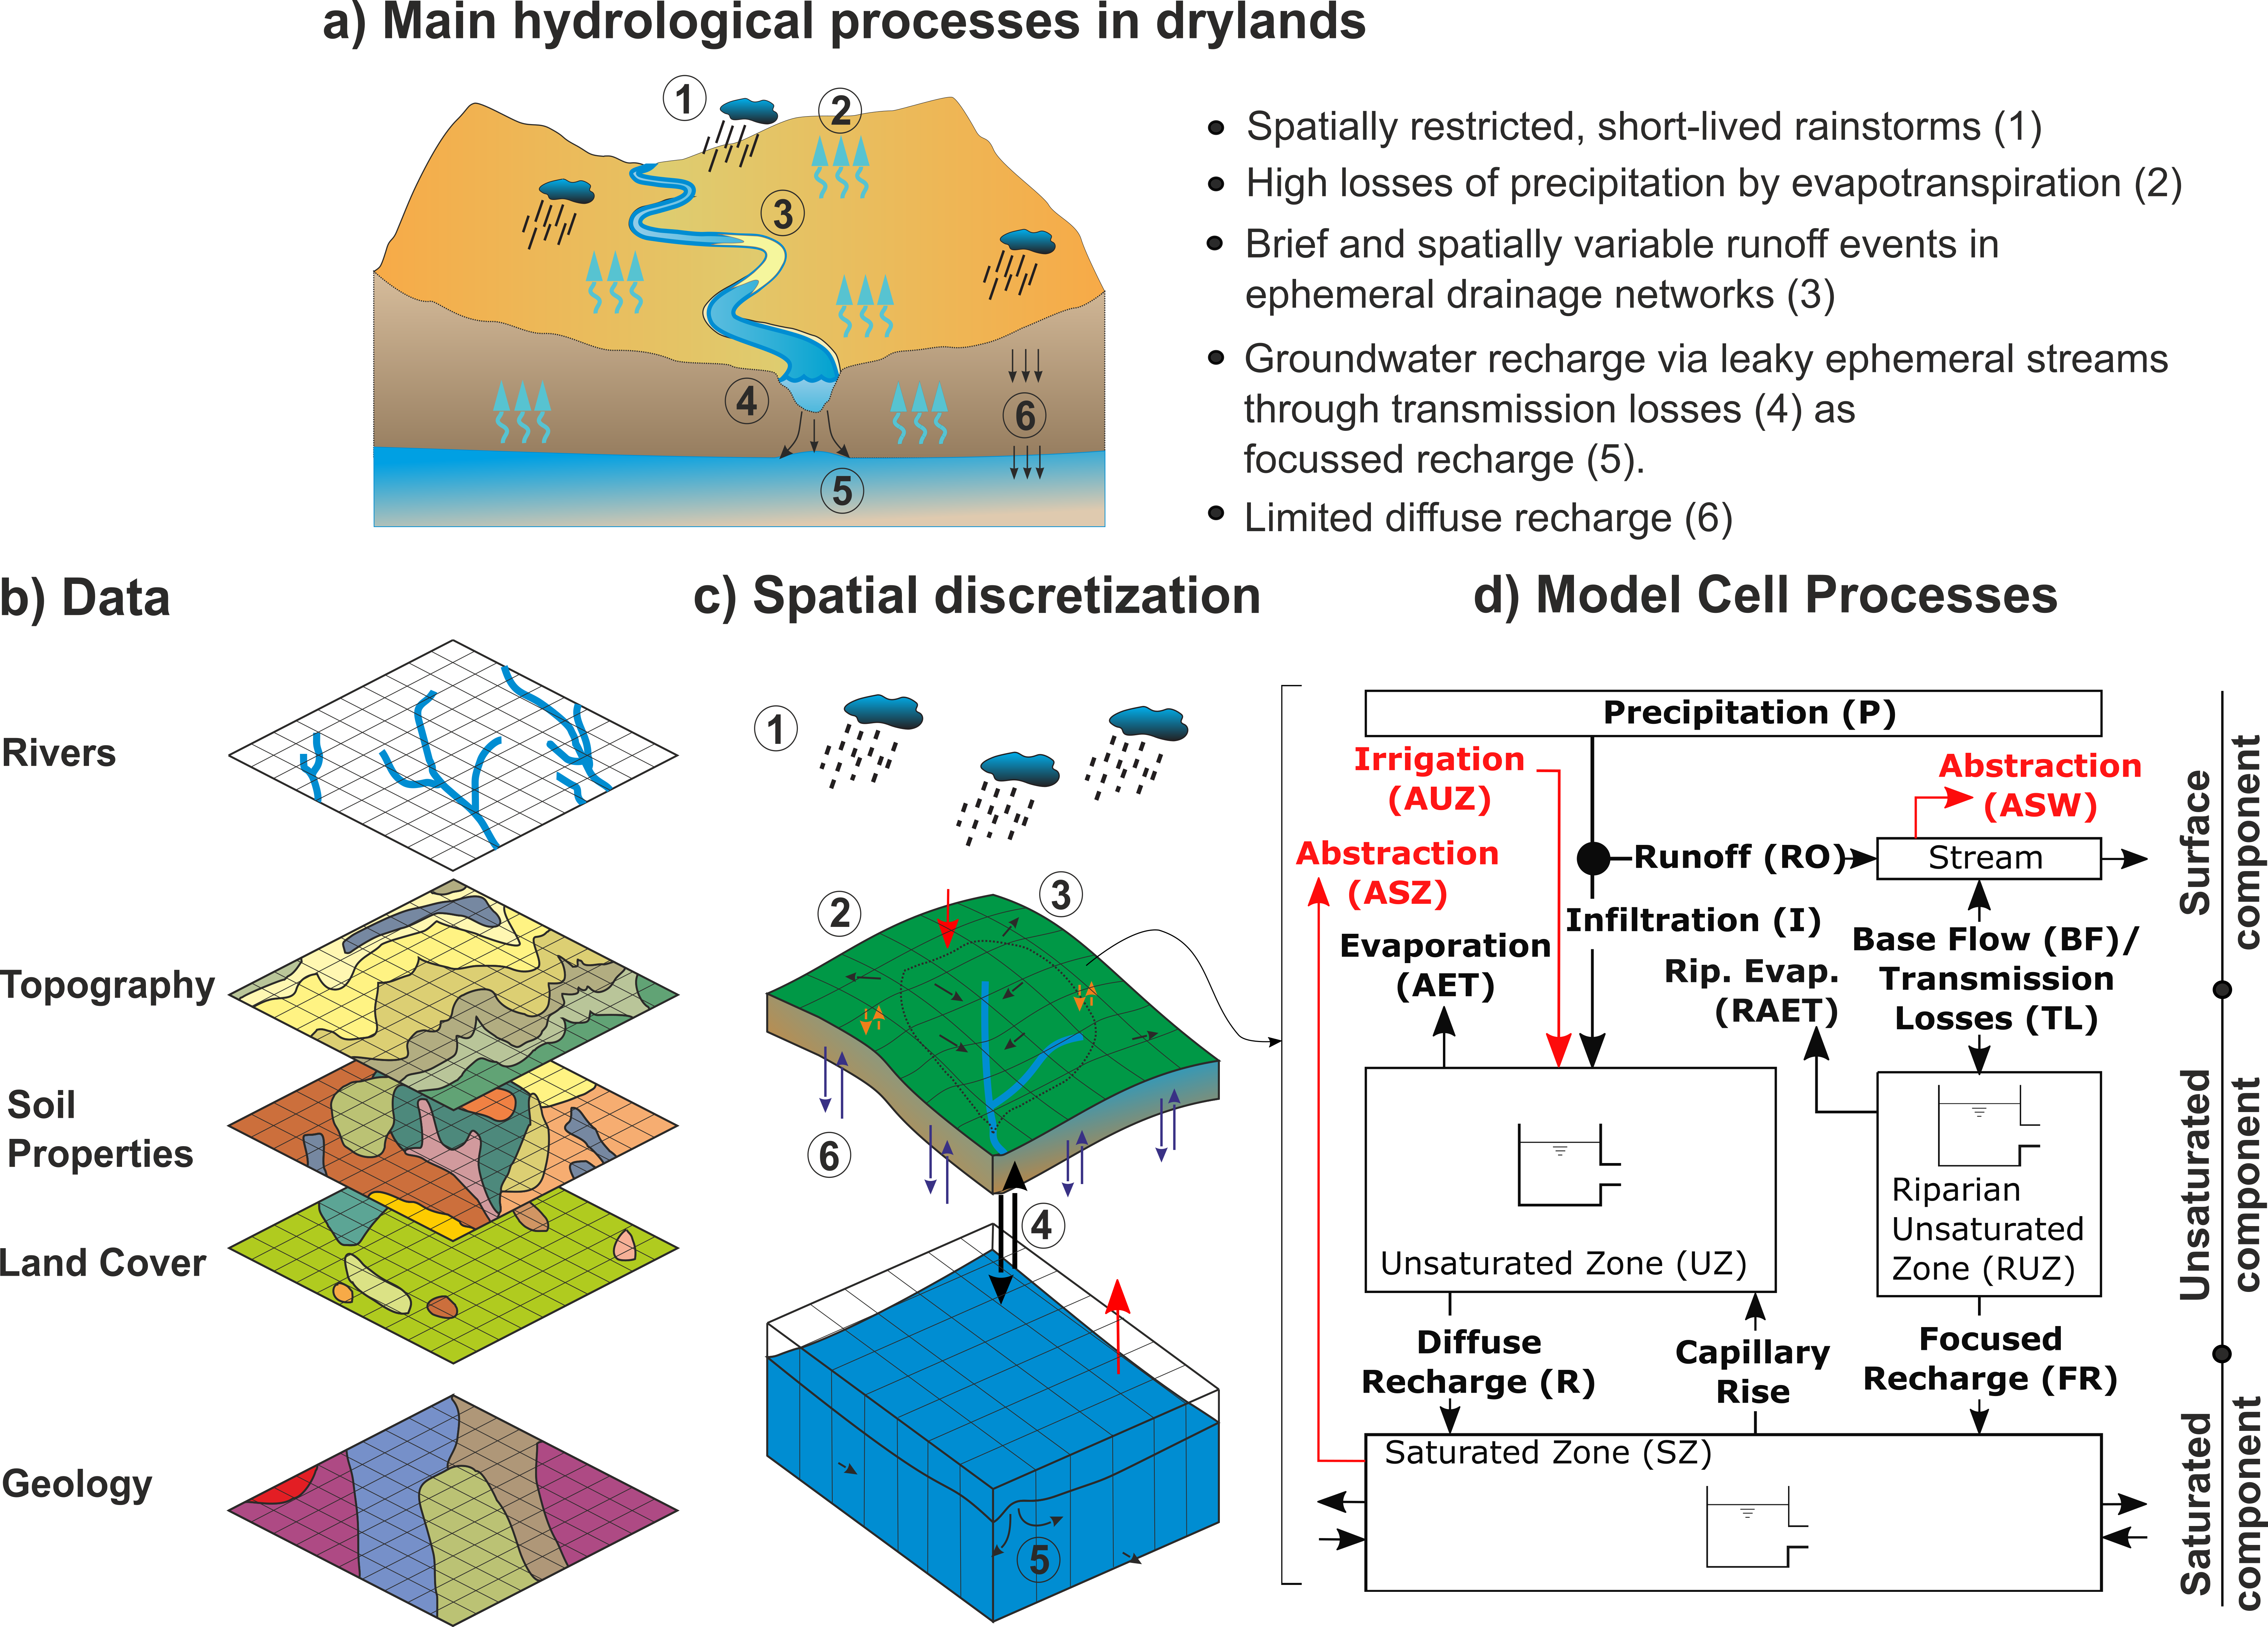 a) Main hydrological processes in drylands
1
2
3
4
5
6
Spatially restricted, short-lived rainstorms (1)
High losses of precipitation by evapotranspiration (2)
Brief and spatially variable runoff events in
ephemeral drainage networks (3)
Groundwater recharge via leaky ephemeral streams
through transmission losses (4) as
focussed recharge (5).
Limited diffuse recharge (6)
b) Data
Rivers
Topography
Soil
Properties
Land Cover
Geology
c) Spatial discretization
1
2
3
6
4
5
d) Model Cell Processes
Precipitation (P)
Irrigation
(AUZ)
Abstraction
(ASW)
Abstraction
(ASZ)
Runoff (RO)
Stream
Infiltration (I)
Evaporation
(AET)
Rip. Evap.
(RAET)
Base Flow (BF)/
Transmission
Losses (TL)
Unsaturated Zone (UZ)
Riparian
Unsaturated
Zone (RUZ)
Diffuse
Recharge (R)
Capillary
Rise
Focused
Recharge (FR)
Saturated Zone (SZ)
Surface
component
Unsaturated
component
Saturated
component